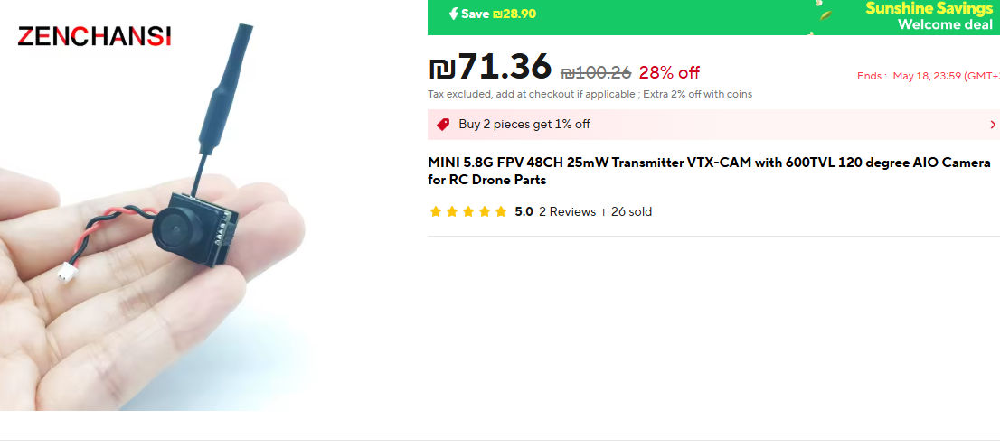 ZENCHANSI
Save ₪28.90
Sunshine Savings
Welcome deal
₪71.36 ₪100.26 28% off
Ends : May 18, 23:59 (GMT+
Tax excluded, add at checkout if applicable ; Extra 2% off with coins
Buy 2 pieces get 1% off
MINI 5.8G FPV 48CH 25mW Transmitter VTX-CAM with 600TVL 120 degree AIO Camera
for RC Drone Parts
5.0 2 Reviews | 26 sold